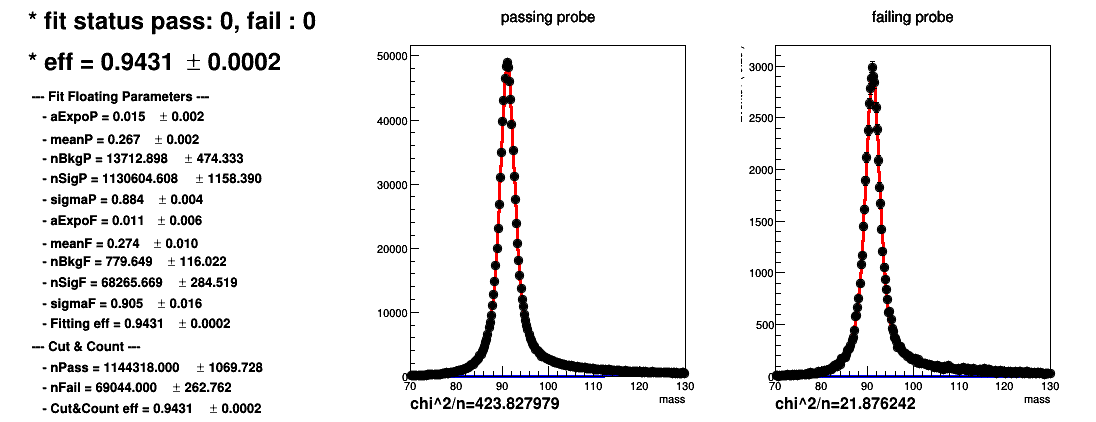 * fit status pass: 0, fail : 0
* eff = 0.9431 ± 0.0002
--- Fit Floating Parameters ---
- aExpoP = 0.015 ± 0.002
- meanP = 0.267 ± 0.002
- nBkgP = 13712.898 ± 474.333
- nSigP = 1130604.608 ± 1158.390
- sigmaP = 0.884 ± 0.004
- aExpoF = 0.011 ± 0.006
- meanF = 0.274 ± 0.010
- nBkgF = 779.649 ± 116.022
- nSigF = 68265.669 ± 284.519
- sigmaF = 0.905 ± 0.016
- Fitting eff = 0.9431 ± 0.0002
--- Cut & Count ---
- nPass = 1144318.000 ± 1069.728
- nFail = 69044.000 ± 262.762
- Cut&Count eff = 0.9431 ± 0.0002
passing probe
50000
40000
30000
20000
10000
0
70 80 90 100 110 120 130
mass
chi^2/n=423.827979
failing probe
3000
2500
2000
1500
1000
500
0
70 80 90 100 110 120 130
mass
chi^2/n=21.876242